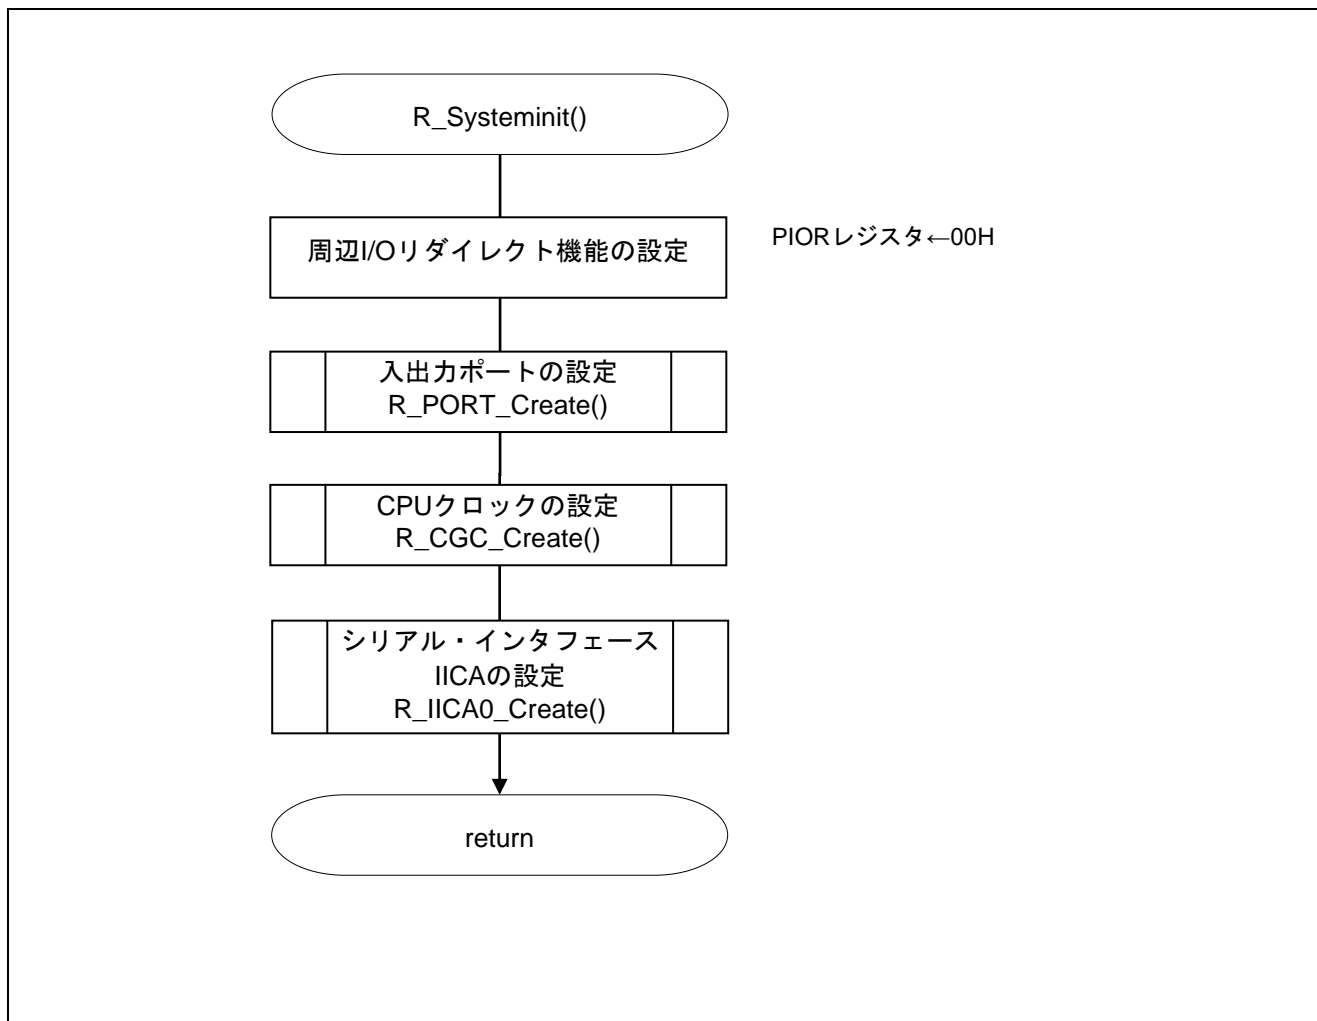 R_Systeminit()
周辺I/Oリダイレクト機能の設定
PIORレジスタ←00H
入出力ポートの設定
R_PORT_Create()
CPUクロックの設定
R_CGC_Create()
シリアル・インタフェース
IICAの設定
R_IICA0_Create()
return